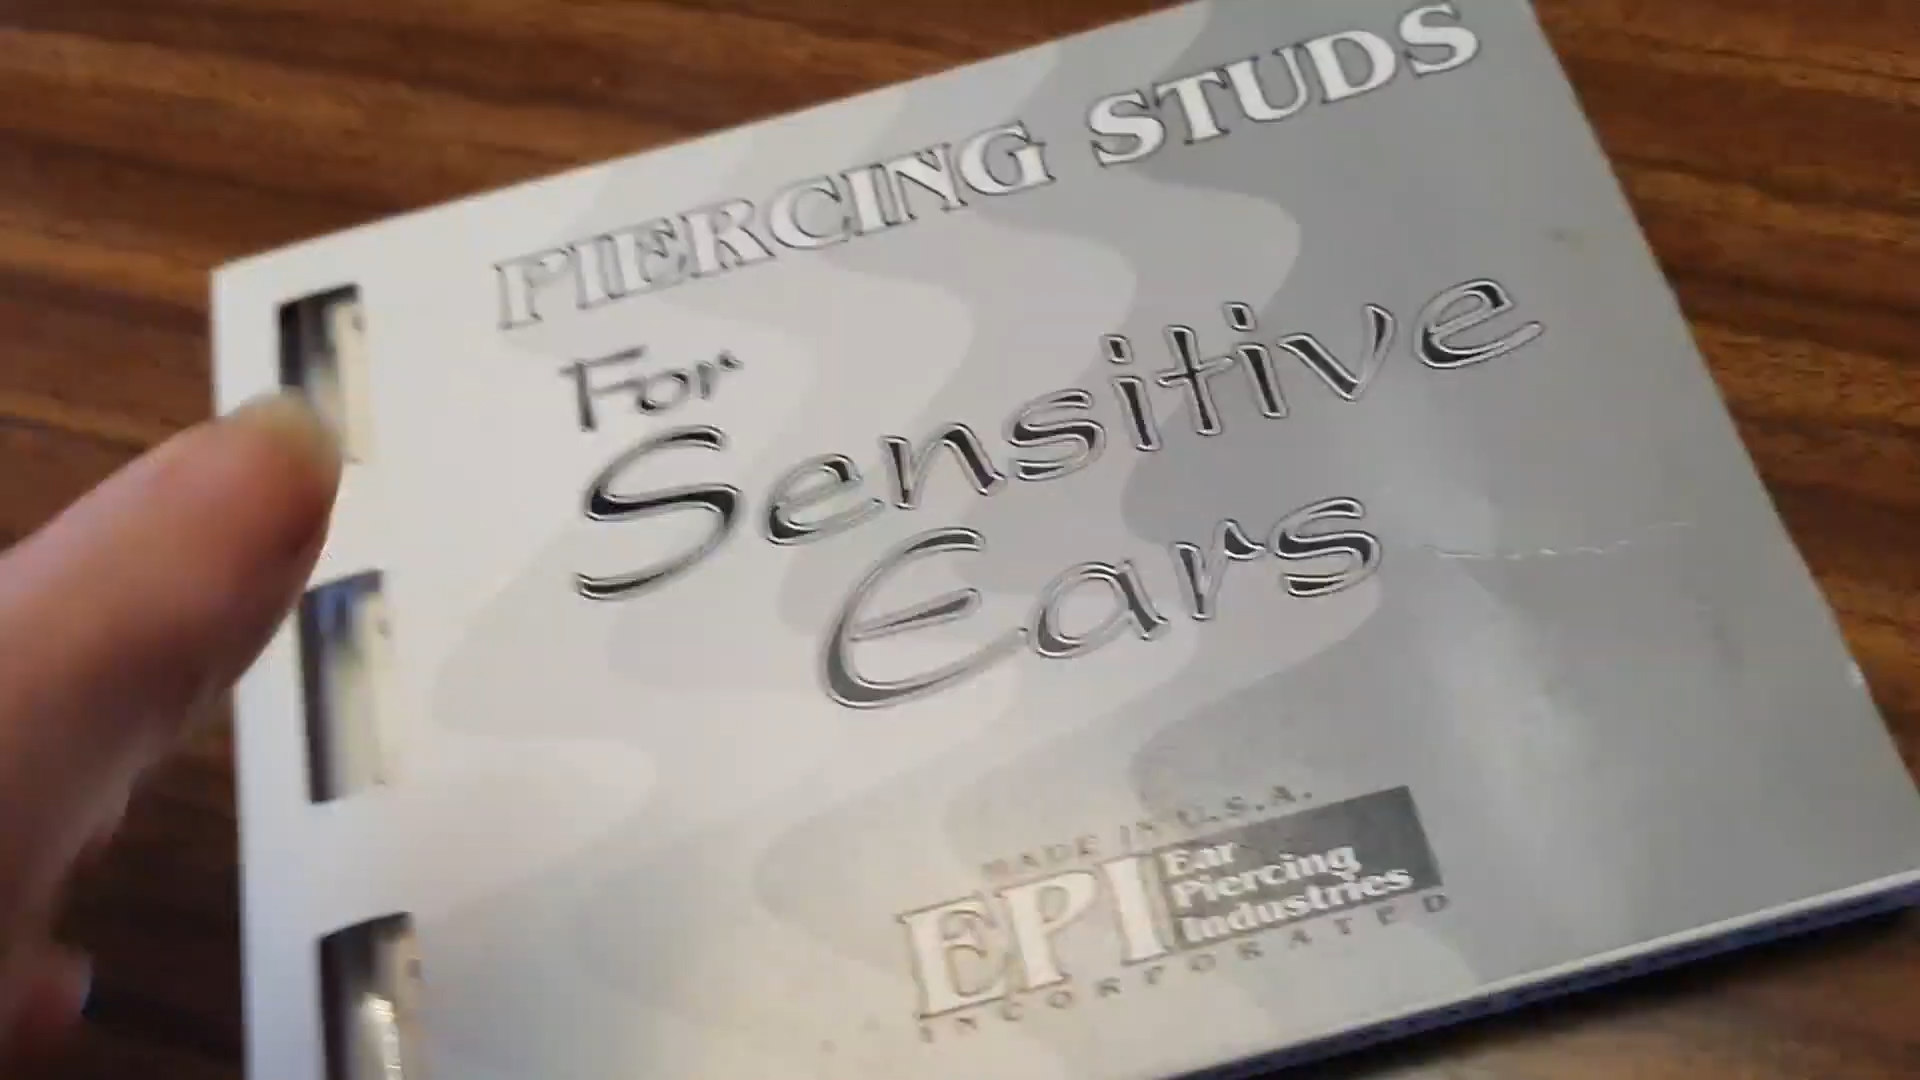 PIERCING STUDS
For
Sensitive
Ears
MADE IN U.S.A.
EPI
Ear
Piercing
Industries
INCORPORATED